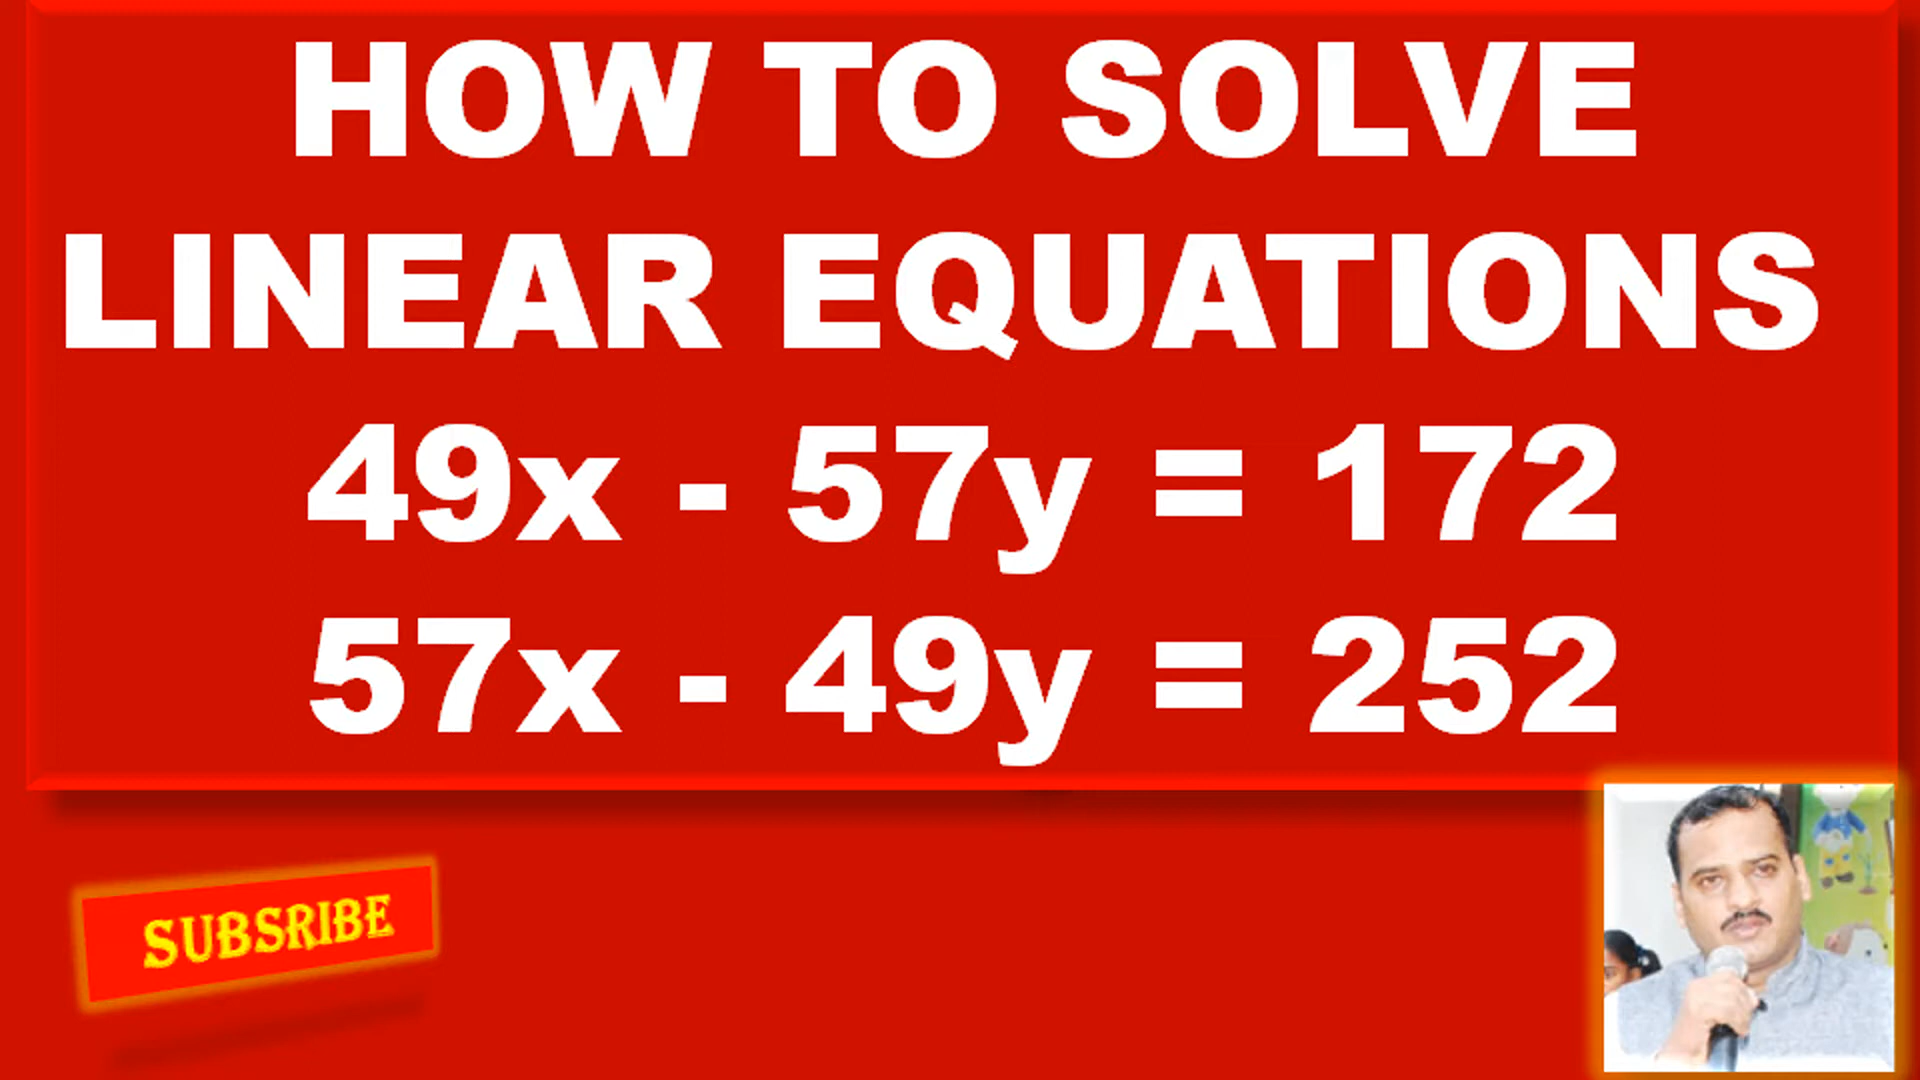 HOW TO SOLVE
LINEAR EQUATIONS
49x - 57y = 172
57x - 49y = 252
SUBSRIBE